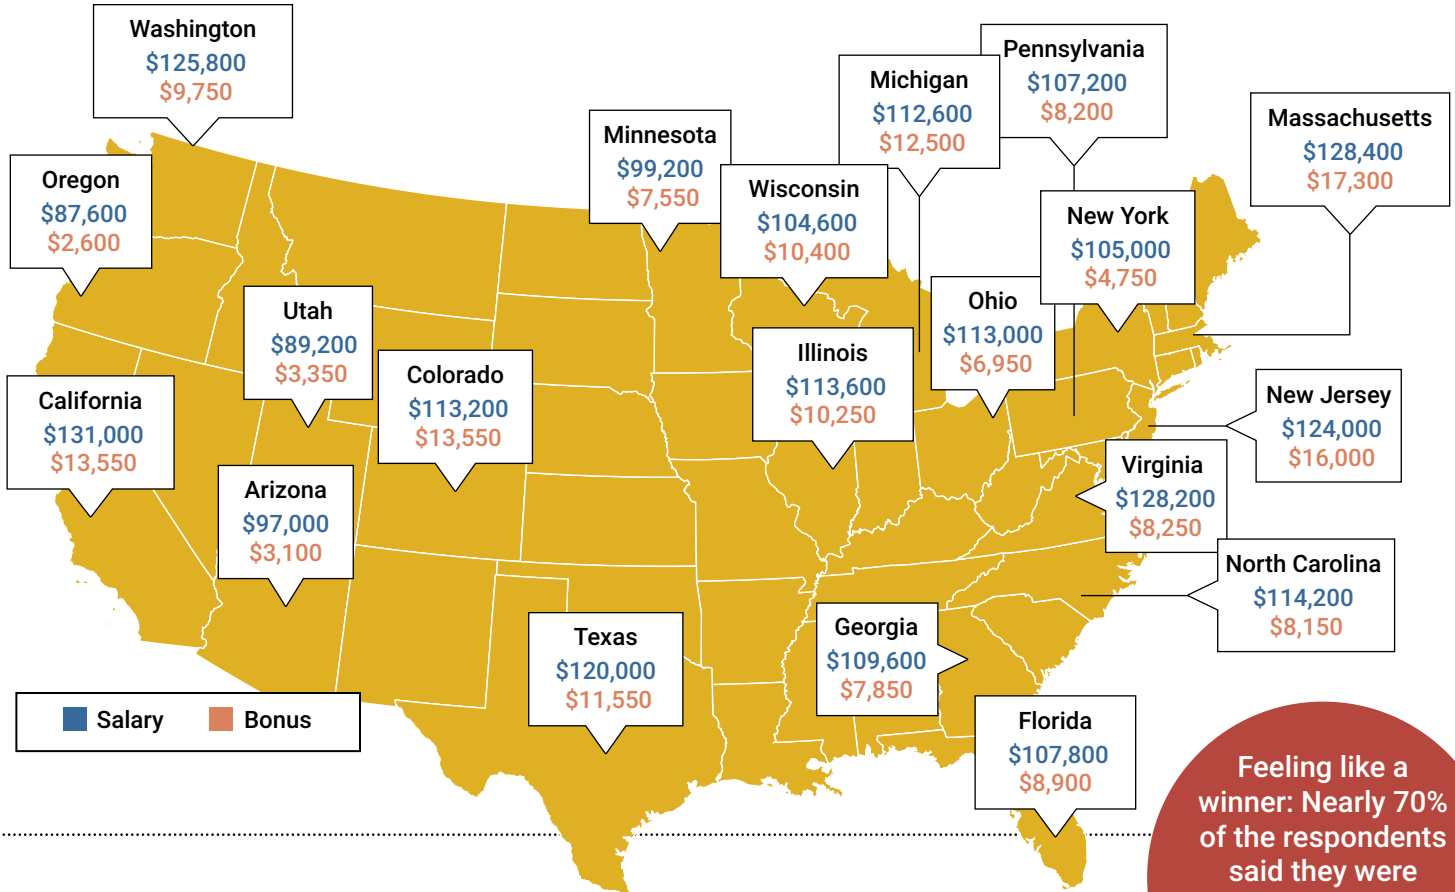 Washington
$125,800
$9,750
Pennsylvania
$107,200
$8,200
Michigan
$112,600
$12,500
Massachusetts
$128,400
$17,300
Minnesota
$99,200
$7,550
Oregon
$87,600
$2,600
Wisconsin
$104,600
$10,400
New York
$105,000
$4,750
Utah
$89,200
$3,350
Ohio
$113,000
$6,950
Illinois
$113,600
$10,250
Colorado
$113,200
$13,550
California
$131,000
$13,550
New Jersey
$124,000
$16,000
Virginia
$128,200
$8,250
Arizona
$97,000
$3,100
North Carolina
$114,200
$8,150
Texas
$120,000
$11,550
Georgia
$109,600
$7,850
Florida
$107,800
$8,900
Salary
Bonus
Feeling like a
winner: Nearly 70%
of the respondents
said they were